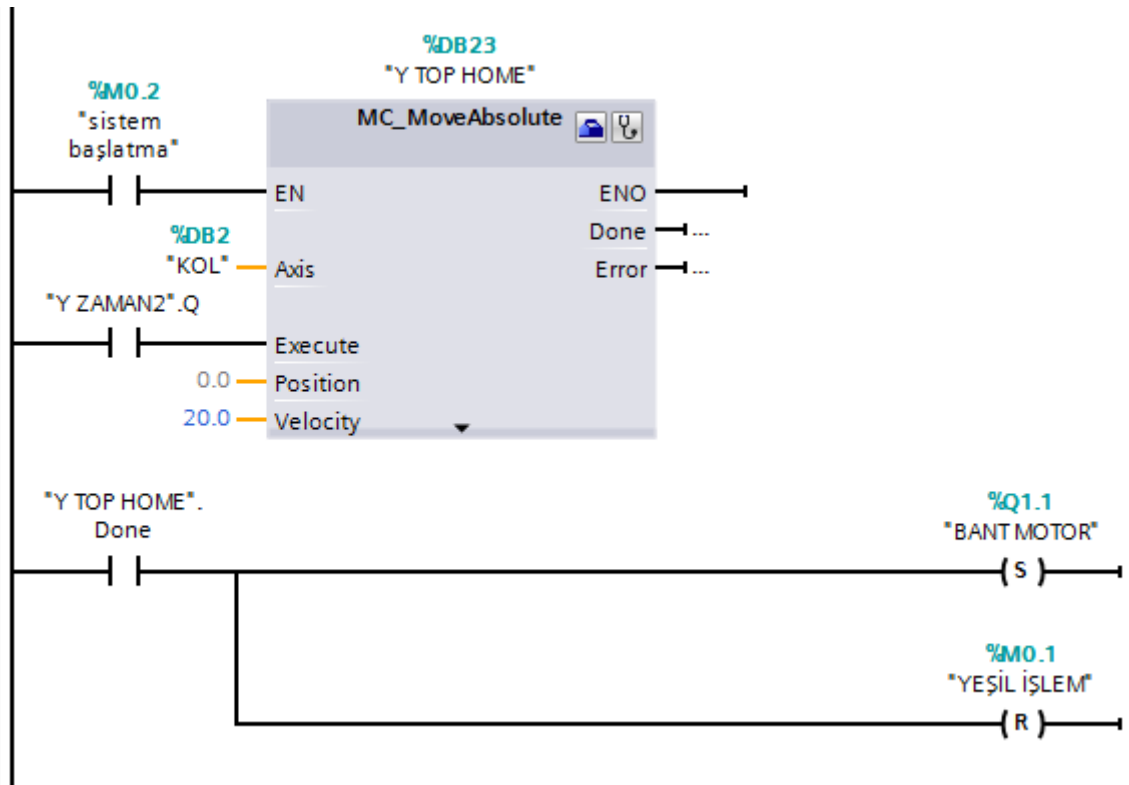 %DB23
"Y TOP HOME"
%M0.2
"sistem
başlatma"
MC_MoveAbsolute
EN
ENO
Done
...
%DB2
"KOL"
Axis
Error
...
"Y ZAMAN2".Q
Execute
0.0
Position
20.0
Velocity
"Y TOP HOME".
Done
%Q1.1
"BANT MOTOR"
S
%M0.1
"YEŞİL İŞLEM"
R